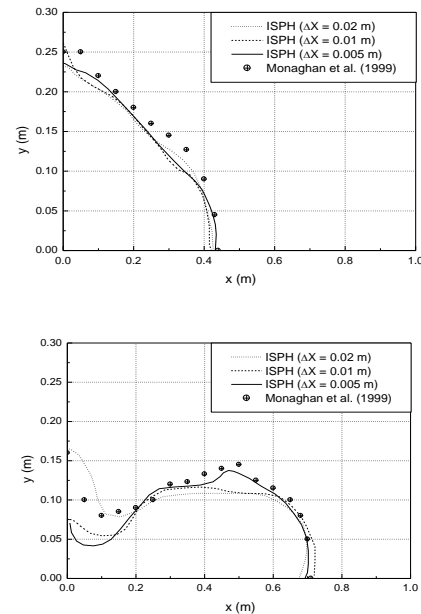 0.30
0.25
0.20
0.15
0.10
0.05
0.00
y (m)
ISPH (ΔX = 0.02 m)
ISPH (ΔX = 0.01 m)
ISPH (ΔX = 0.005 m)
Monaghan et al. (1999)
0.0 0.2 0.4 0.6 0.8 1.0
x (m)
0.30
0.25
0.20
0.15
0.10
0.05
0.00
y (m)
ISPH (ΔX = 0.02 m)
ISPH (ΔX = 0.01 m)
ISPH (ΔX = 0.005 m)
Monaghan et al. (1999)
0.0 0.2 0.4 0.6 0.8 1.0
x (m)